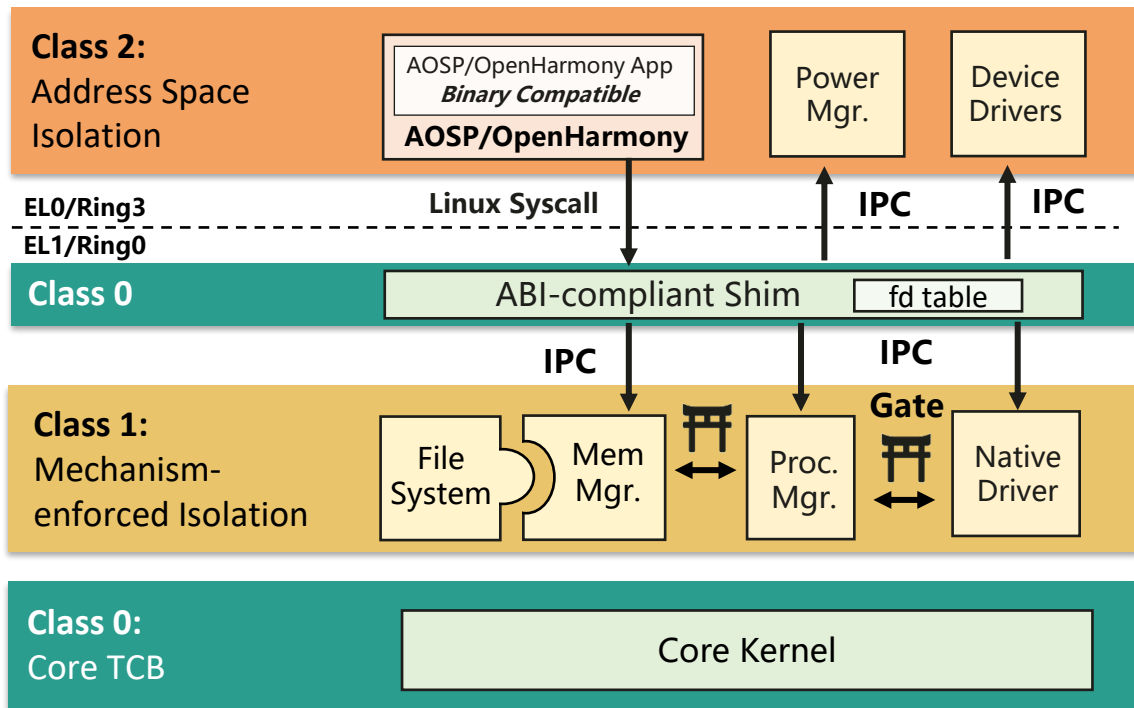 Class 2:
Address Space
Isolation
AOSP/OpenHarmony App
Binary Compatible
AOSP/OpenHarmony
Power
Mgr.
Device
Drivers
EL0/Ring3
Linux Syscall
IPC
IPC
EL1/Ring0
Class 0
ABI-compliant Shim
fd table
IPC
IPC
Class 1:
Mechanism-
enforced Isolation
File
System
Mem
Mgr.
Proc.
Mgr.
Gate
Native
Driver
Class 0:
Core TCB
Core Kernel